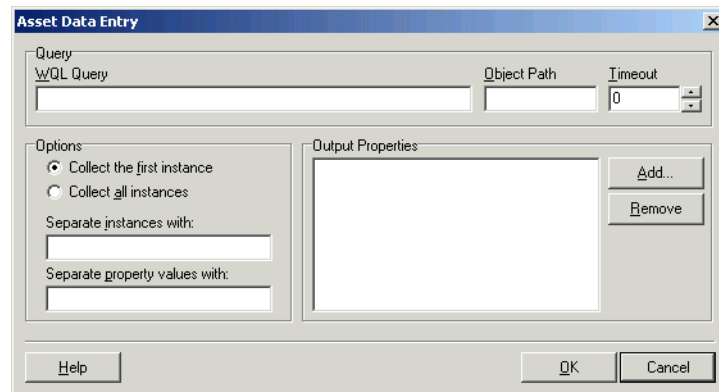 Asset Data Entry
Query
WQL Query
Object Path
Timeout
0
Options
Collect the first instance
Collect all instances
Separate instances with:
Separate property values with:
Output Properties
Add...
Remove
Help
OK
Cancel